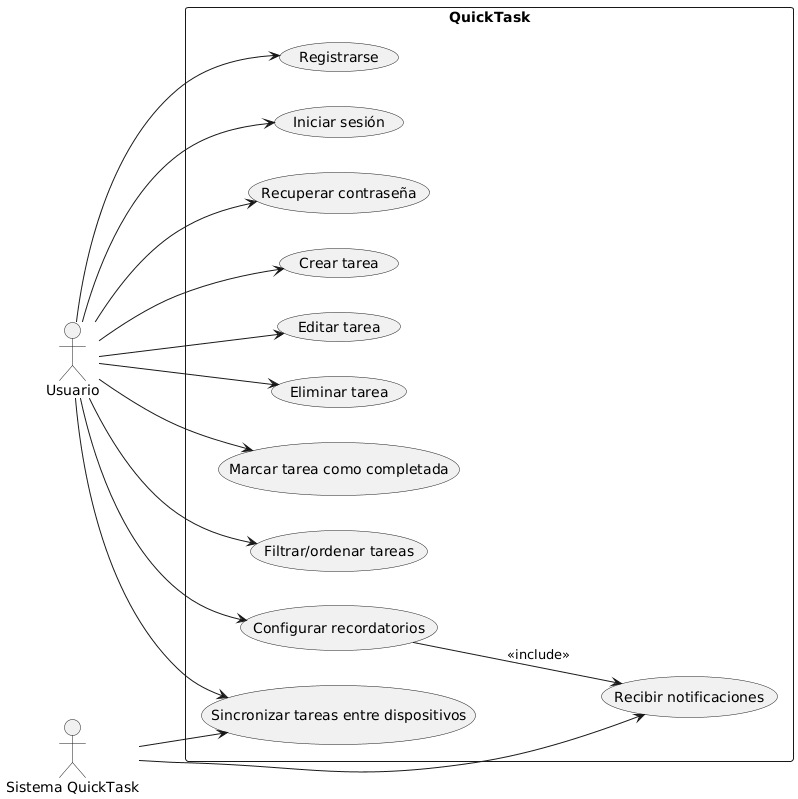 QuickTask
Registrarse
Iniciar sesión
Recuperar contraseña
Crear tarea
Editar tarea
Usuario
Eliminar tarea
Marcar tarea como completada
Filtrar/ordenar tareas
Configurar recordatorios
«include»
Recibir notificaciones
Sincronizar tareas entre dispositivos
Sistema QuickTask